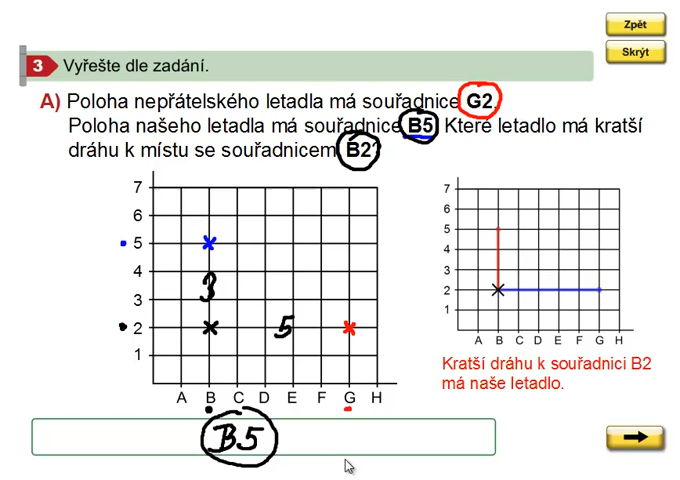 Zpět
Skrýt
3 Vyřešte dle zadání.
A) Poloha nepřátelského letadla má souřadnice G2.
Poloha našeho letadla má souřadnice B5. Které letadlo má kratší
dráhu k místu se souřadnicemi B2?
7
6
5
4
3
2
1
3
5
A B C D E F G H
7
6
5
4
3
2
1
A B C D E F G H
Kratší dráhu k souřadnici B2
má naše letadlo.
B5